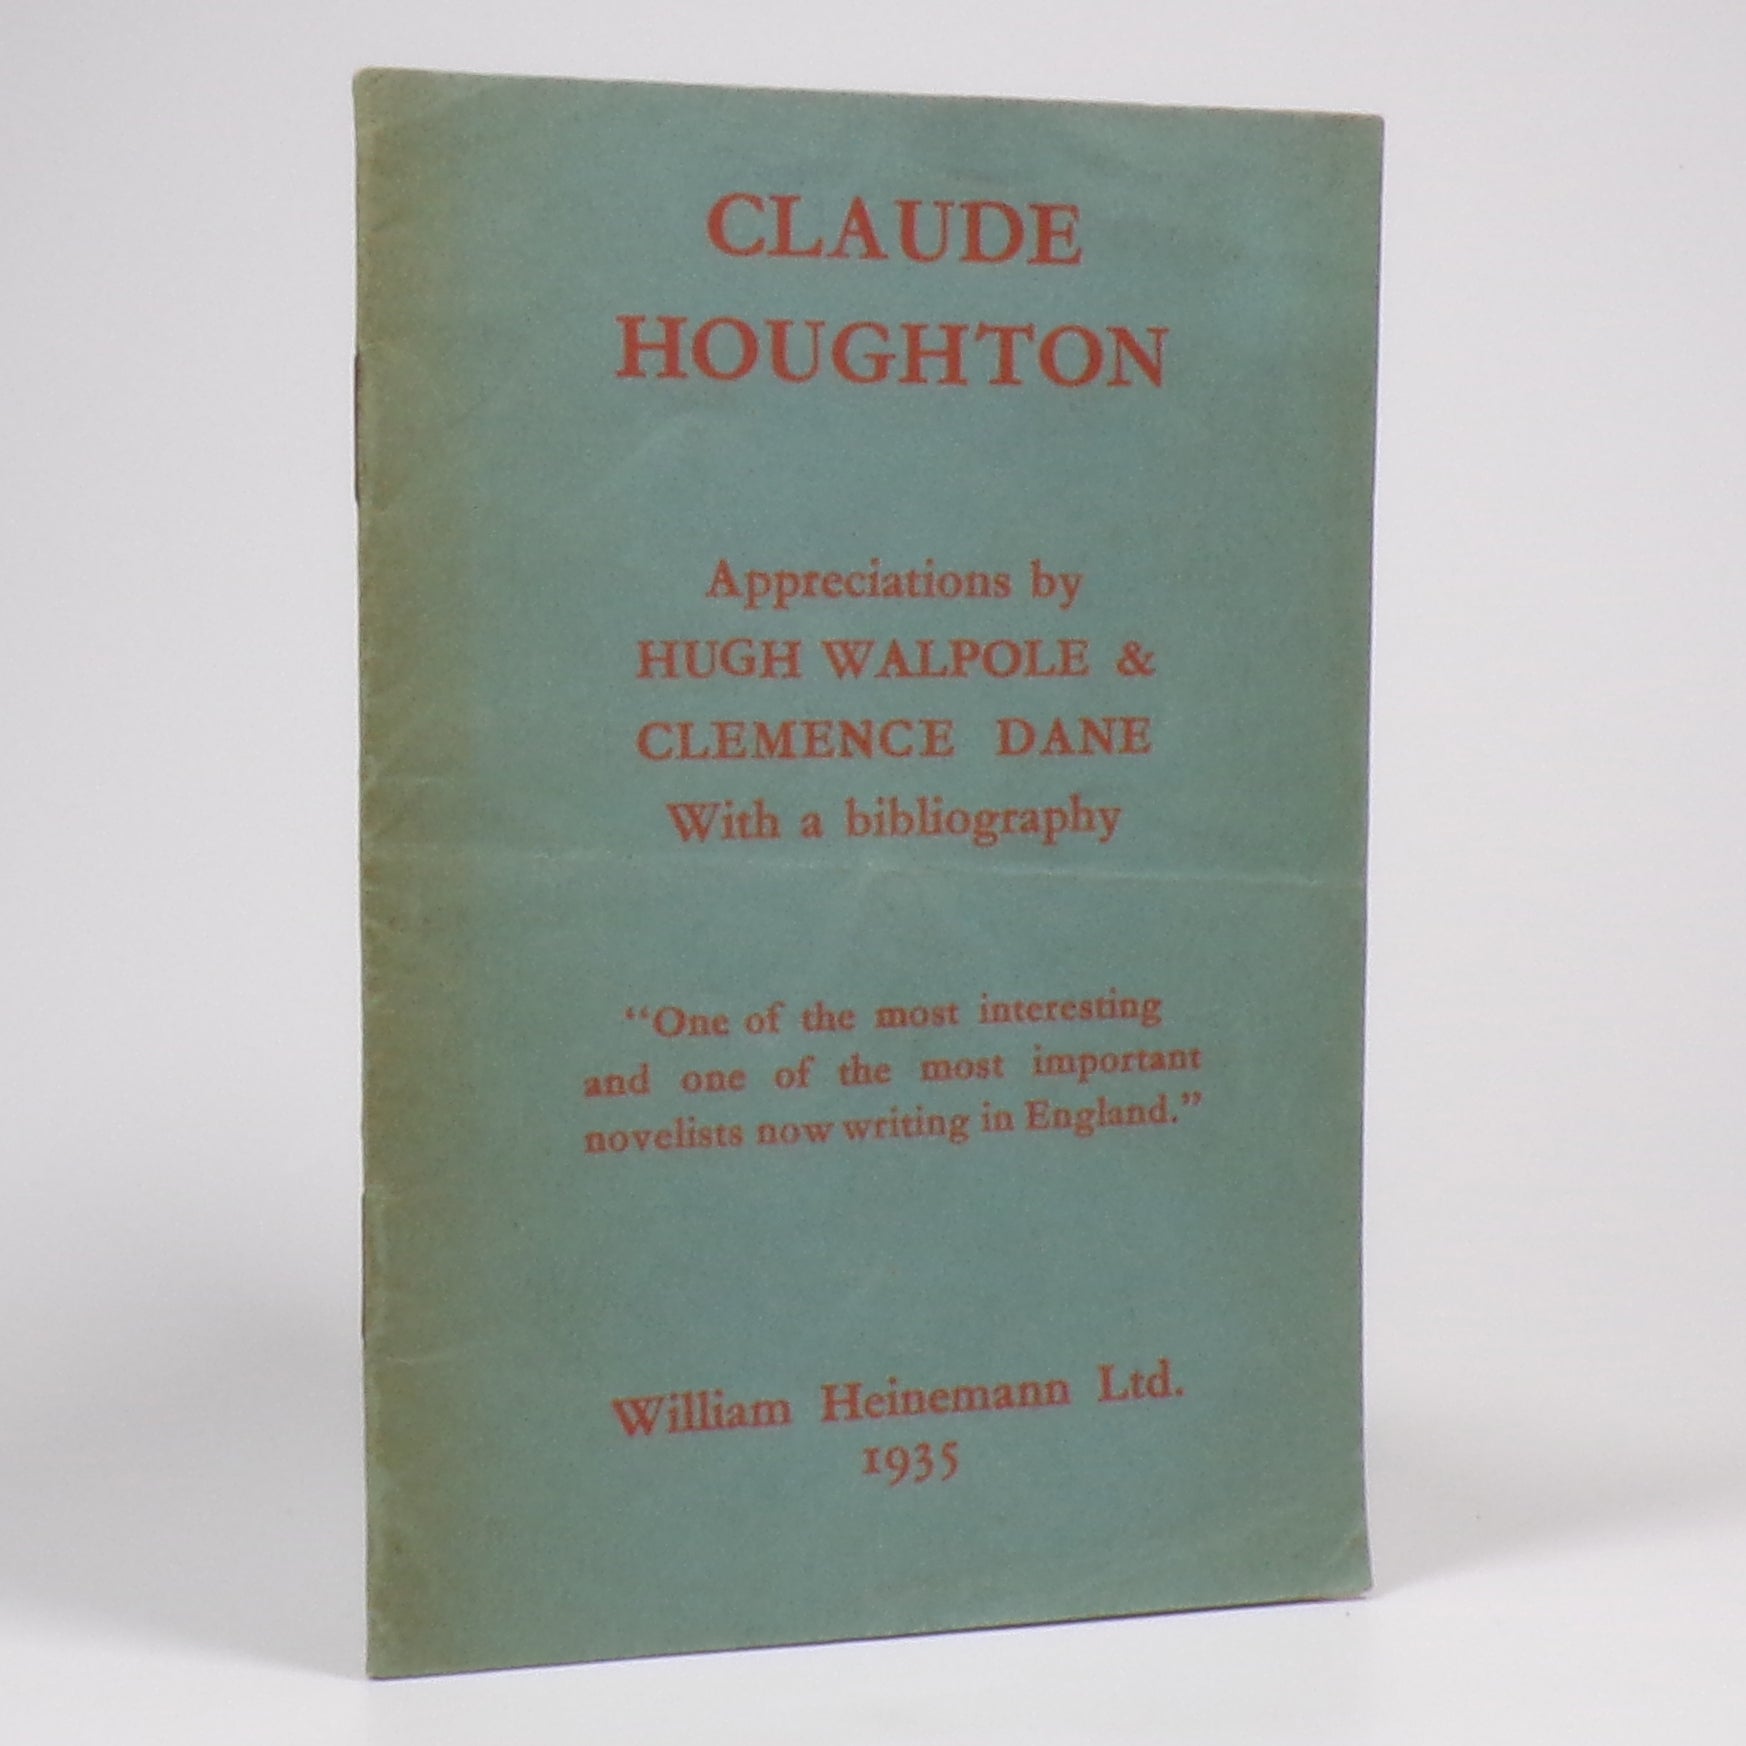 CLAUDE
HOUGHTON
Appreciations by
HUGH WALPOLE &
CLEMENCE DANE
With a bibliography
“One of the most interesting
and one of the most important
novelists now writing in England.”
William Heinemann Ltd.
1935